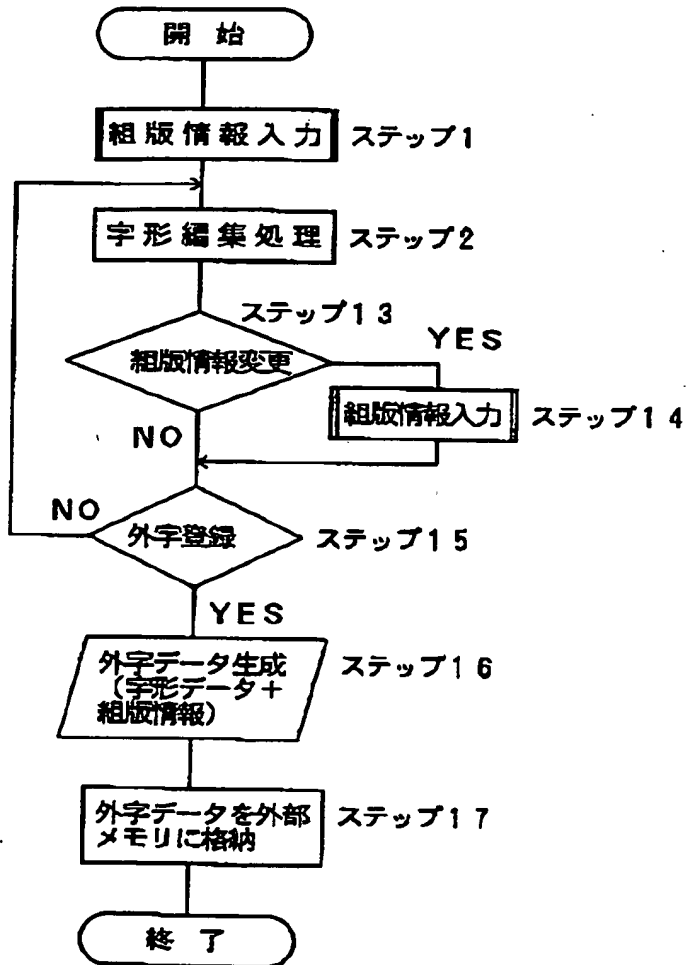 開始
組版情報入力 ステップ1
字形編集処理 ステップ2
ステップ13
組版情報変更
YES
組版情報入力 ステップ14
NO
NO
外字登録 ステップ15
YES
外字データ生成
(字形データ+
組版情報)
ステップ16
外字データを外部
メモリに格納
ステップ17
終了